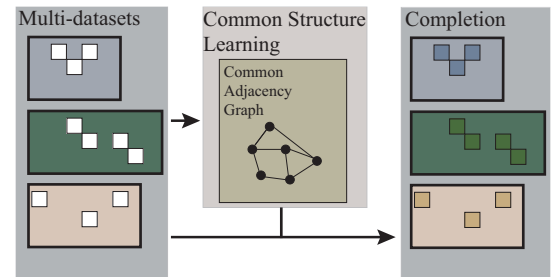 Multi-datasets
Common Structure
Learning
Common
Adjacency
Graph
Completion